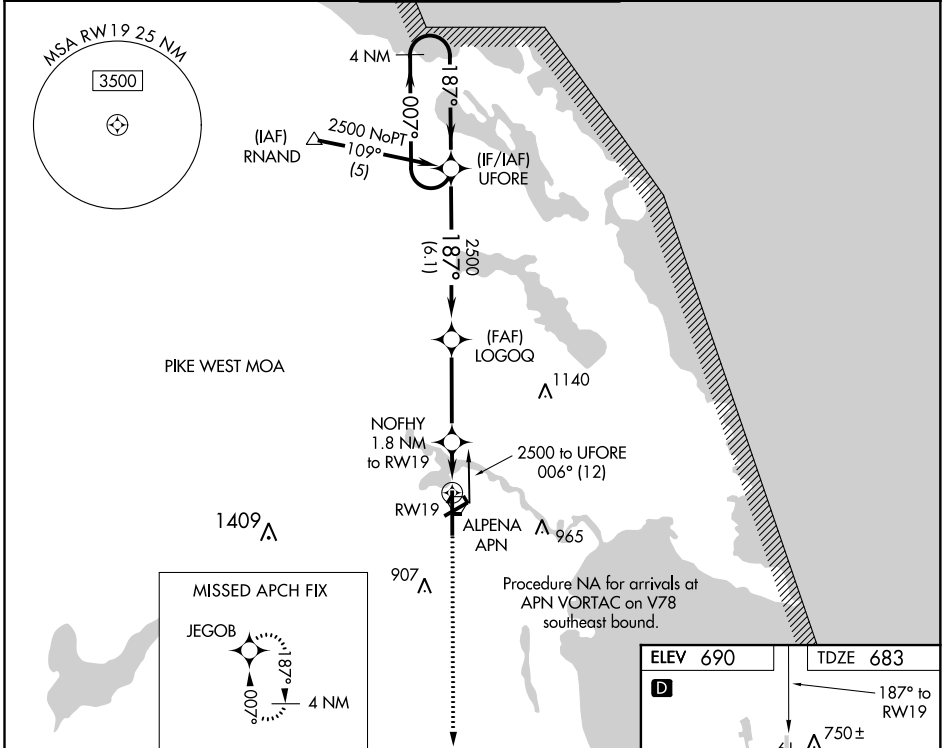 MSA RW19 25 NM
3500
4 NM
187°
007°
(IAF)
RNAND
2500 NoPT
109°
(5)
(IF/IAF)
UFORE
2500
187°
(6.1)
(FAF)
LOGOQ
PIKE WEST MOA
1140
NOFHY
1.8 NM
to RW19
2500 to UFORE
006° (12)
RW19
ALPENA
APN
1409
965
907
Procedure NA for arrivals at
APN VORTAC on V78
southeast bound.
MISSED APCH FIX
JEGOB
187°
007°
4 NM
ELEV 690
TDZE 683
D
187° to
RW19
750±